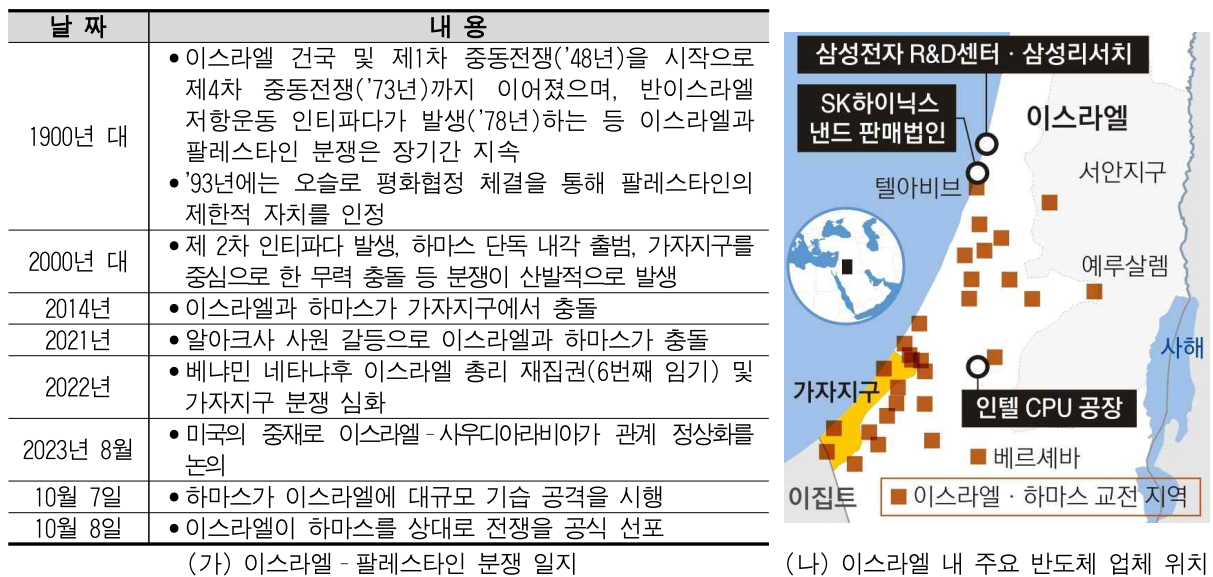 날 짜
내 용
1900년 대
• 이스라엘 건국 및 제1차 중동전쟁('48년)을 시작으로
제4차 중동전쟁('73년)까지 이어졌으며, 반이스라엘
저항운동 인티파다가 발생('78년)하는 등 이스라엘과
팔레스타인 분쟁은 장기간 지속
• '93년에는 오슬로 평화협정 체결을 통해 팔레스타인의
제한적 자치를 인정
2000년 대
• 제 2차 인티파다 발생, 하마스 단독 내각 출범, 가자지구를
중심으로 한 무력 충돌 등 분쟁이 산발적으로 발생
2014년
• 이스라엘과 하마스가 가자지구에서 충돌
2021년
• 알아크사 사원 갈등으로 이스라엘과 하마스가 충돌
2022년
• 베냐민 네타냐후 이스라엘 총리 재집권(6번째 임기) 및
가자지구 분쟁 심화
2023년 8월
• 미국의 중재로 이스라엘-사우디아라비아가 관계 정상화를
논의
10월 7일
• 하마스가 이스라엘에 대규모 기습 공격을 시행
10월 8일
• 이스라엘이 하마스를 상대로 전쟁을 공식 선포
(가) 이스라엘-팔레스타인 분쟁 일지
삼성전자 R&D센터 · 삼성리서치
SK하이닉스
낸드 판매법인
이스라엘
서안지구
텔아비브
예루살렘
사해
가자지구
인텔 CPU 공장
베르셰바
이집트
이스라엘 · 하마스 교전 지역
(나) 이스라엘 내 주요 반도체 업체 위치